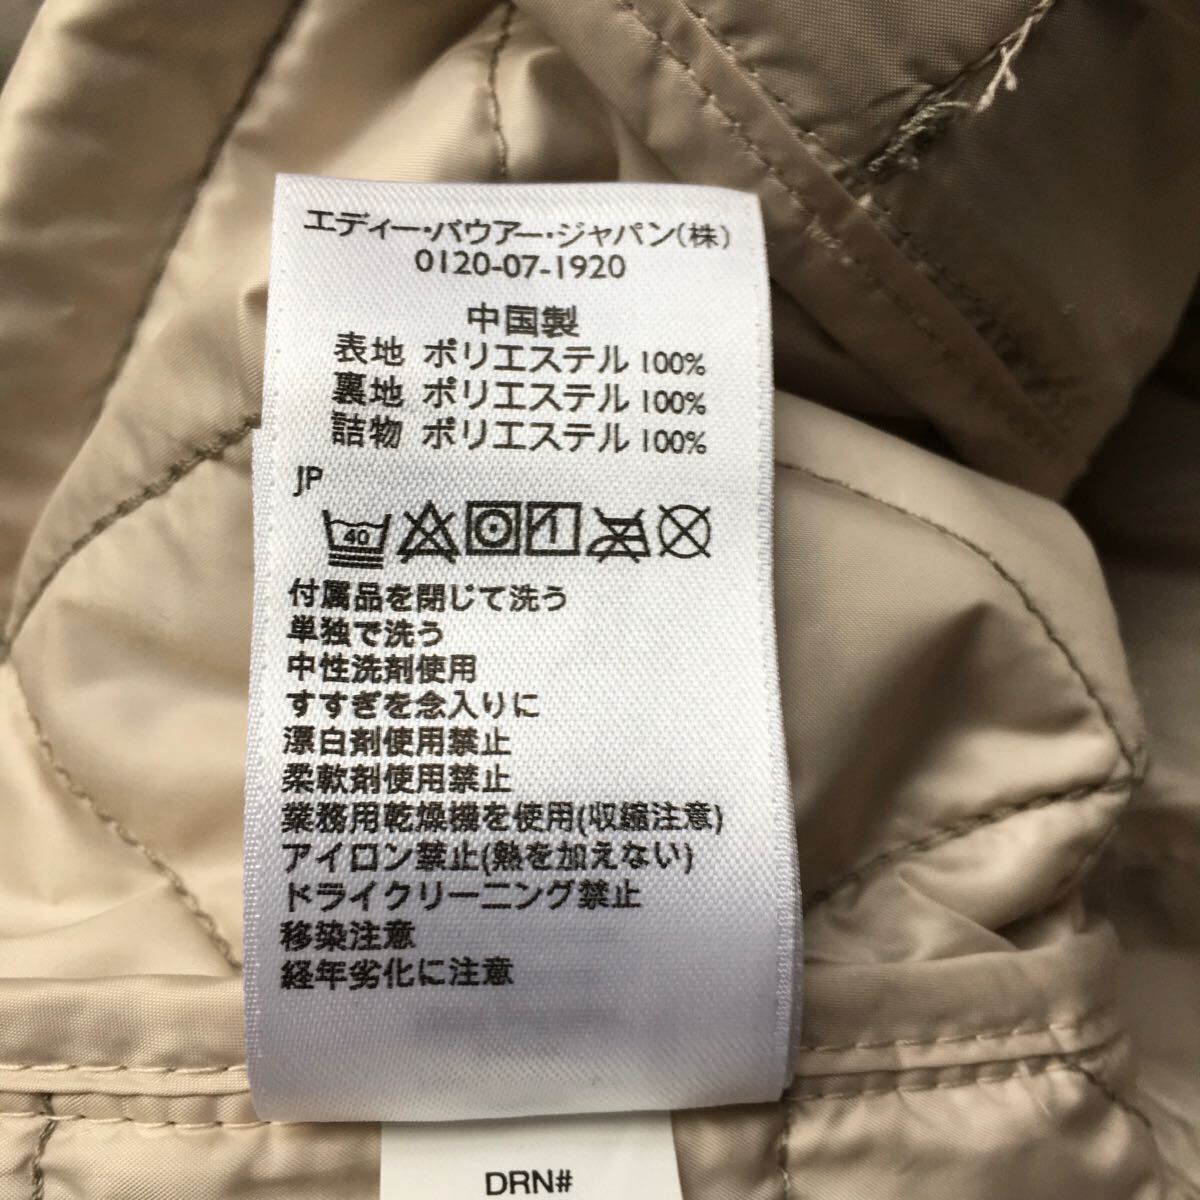 エディー・バウアー・ジャパン(株)
0120-07-1920
中国製
表地 ポリエステル 100%
裏地 ポリエステル 100%
詰物 ポリエステル 100%
JP
40
付属品を閉じて洗う
単独で洗う
中性洗剤使用
すすぎを念入りに
漂白剤使用禁止
柔軟剤使用禁止
業務用乾燥機を使用(収縮注意)
アイロン禁止(熱を加えない)
ドライクリーニング禁止
移染注意
経年劣化に注意
DRN#